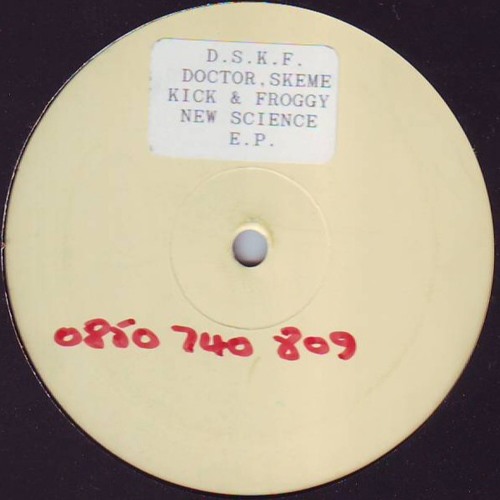 D.S.K.F.
DOCTOR,SKEME
KICK & FROGGY
NEW SCIENCE
E.P.
0850 740 809